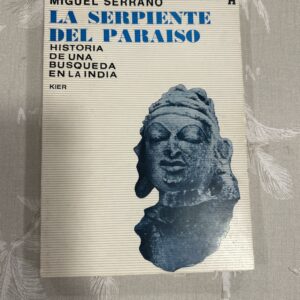 MIGUEL SERRANO
LA SERPIENTE
DEL PARAISO
HISTORIA
DE UNA
BUSQUEDA
EN LA INDIA
KIER